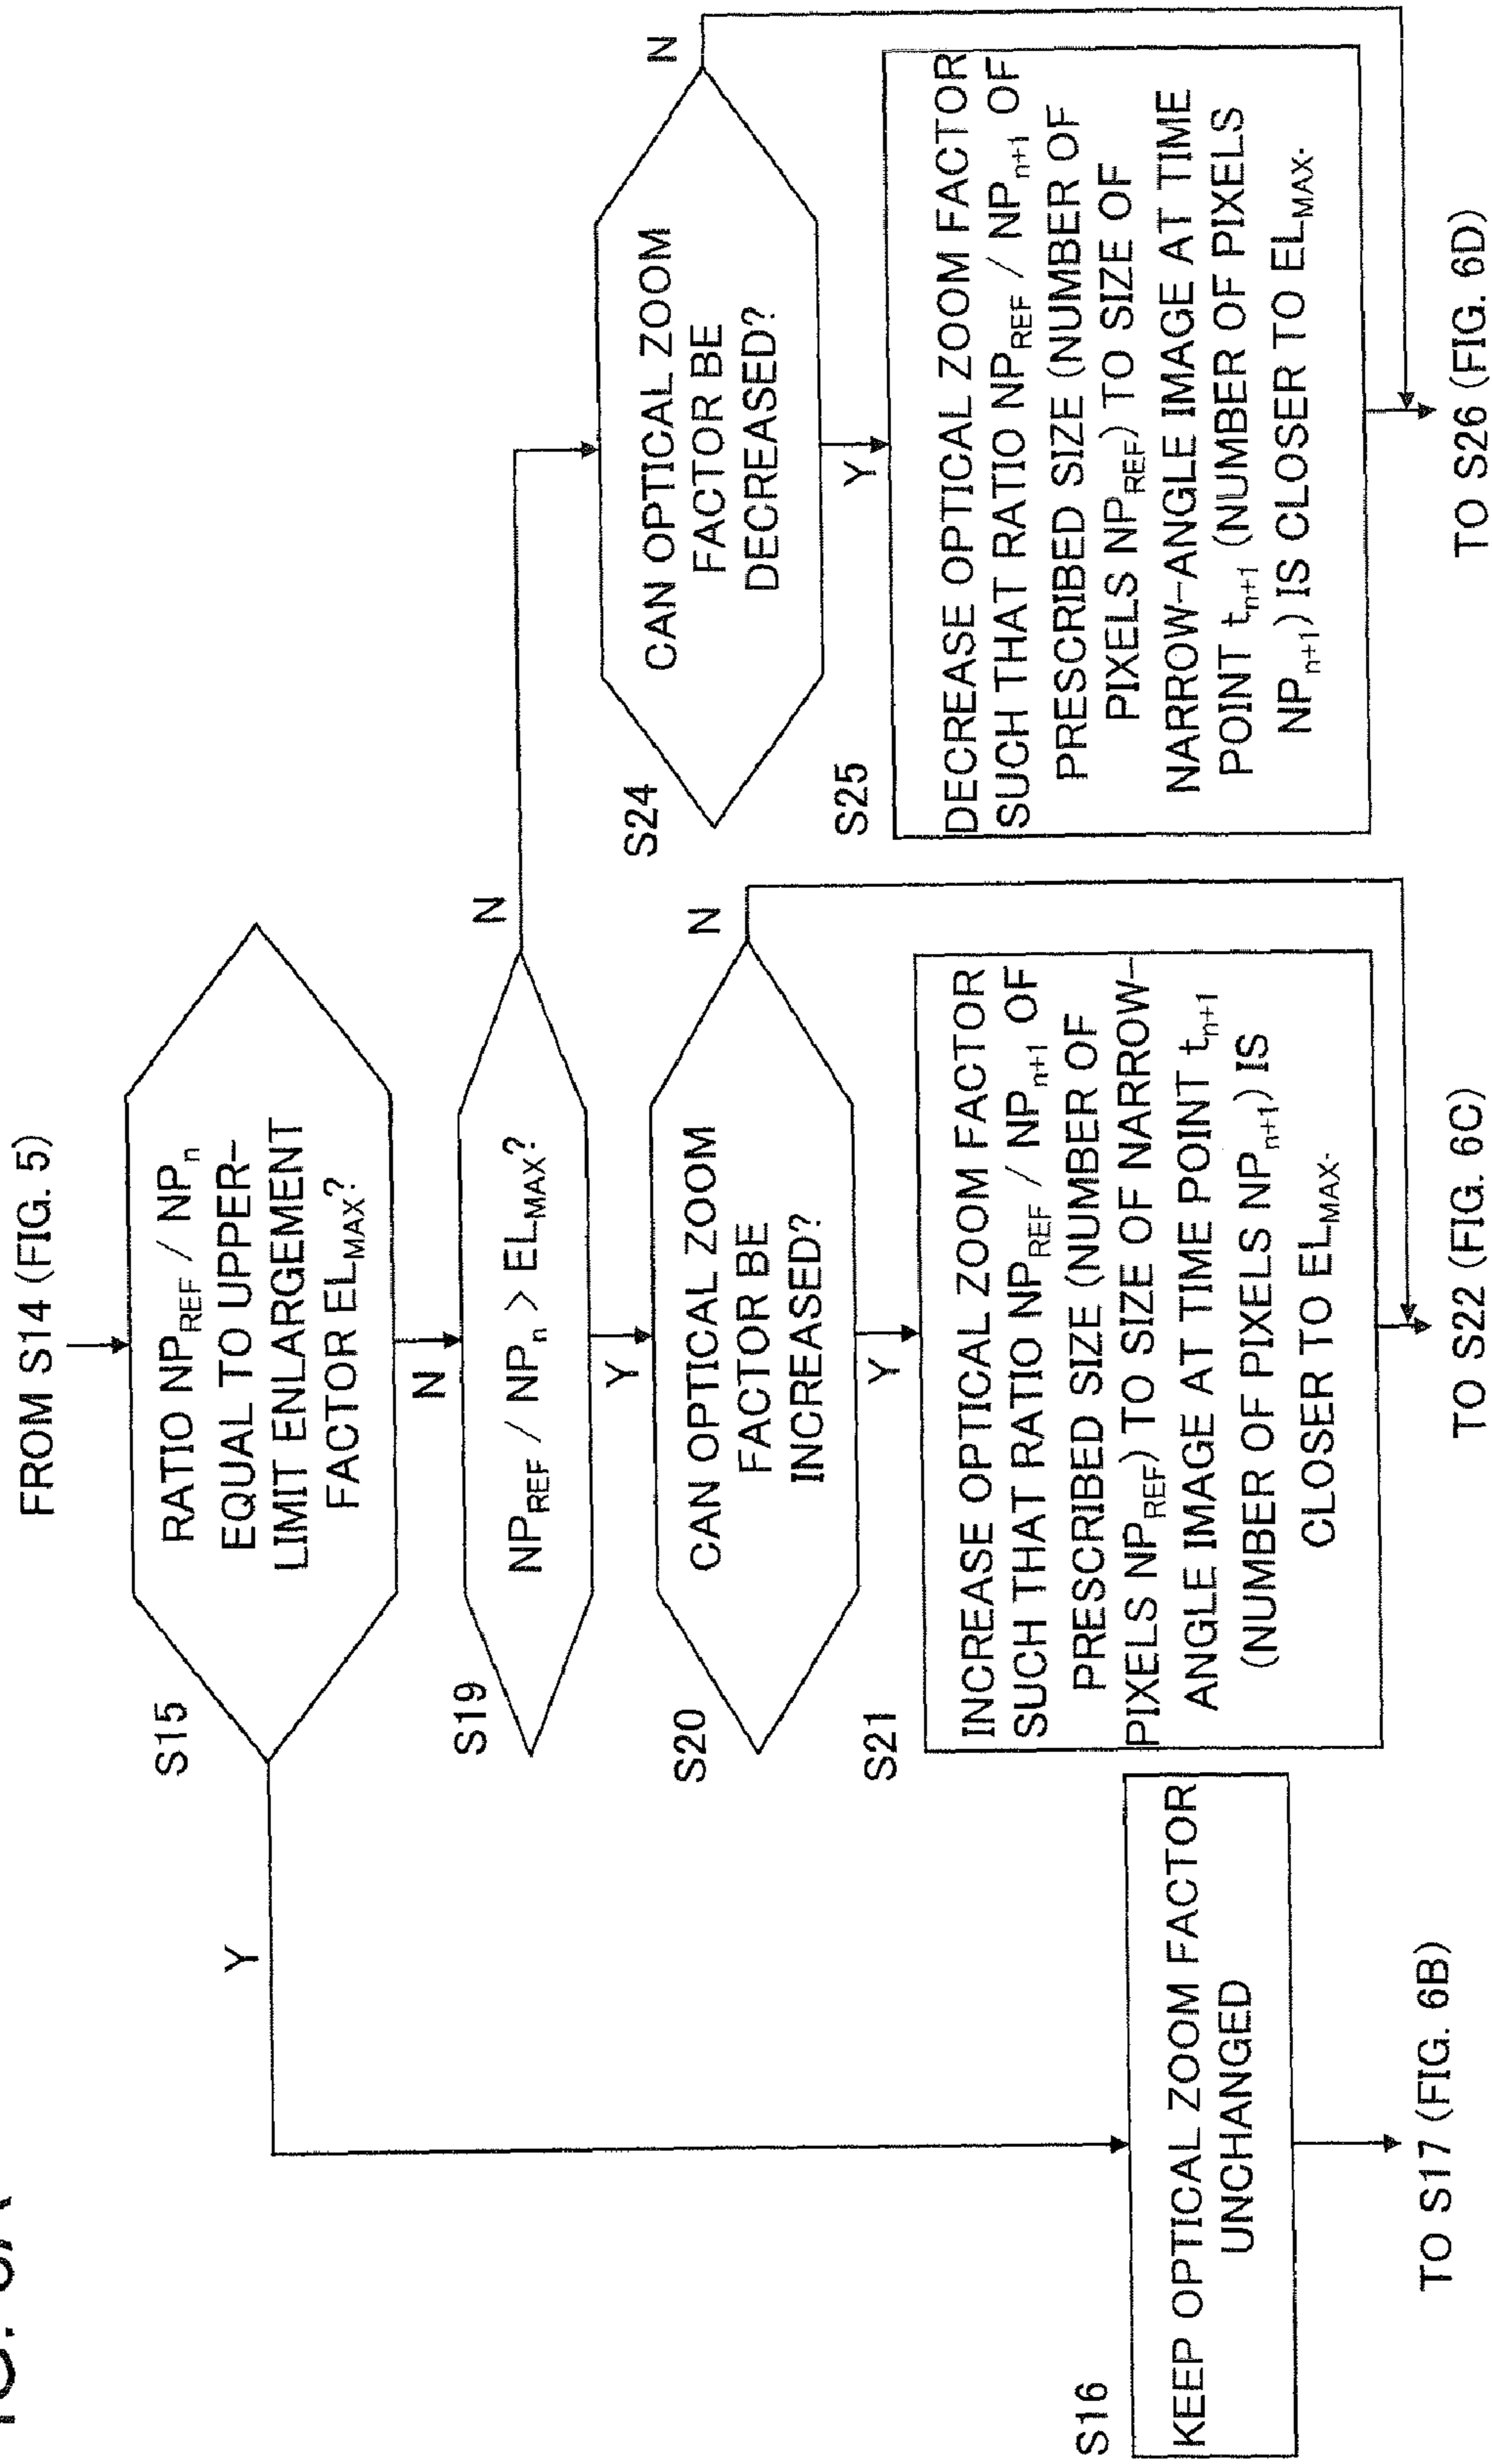 FROM S14 (FIG. 5)
S15
RATIO NP_REF / NP_n
EQUAL TO UPPER-
LIMIT ENLARGEMENT
FACTOR EL_MAX?
Y
N
S19
NP_REF / NP_n > EL_MAX?
N
Y
S20
CAN OPTICAL ZOOM
FACTOR BE
INCREASED?
N
Y
S24
CAN OPTICAL ZOOM
FACTOR BE
DECREASED?
N
Y
S16
KEEP OPTICAL ZOOM FACTOR
UNCHANGED
S21
INCREASE OPTICAL ZOOM FACTOR
SUCH THAT RATIO NP_REF / NP_n+1 OF
PRESCRIBED SIZE (NUMBER OF
PIXELS NP_REF) TO SIZE OF NARROW-
ANGLE IMAGE AT TIME POINT t_n+1
(NUMBER OF PIXELS NP_n+1) IS
CLOSER TO EL_MAX.
S25
DECREASE OPTICAL ZOOM FACTOR
SUCH THAT RATIO NP_REF / NP_n+1 OF
PRESCRIBED SIZE (NUMBER OF
PIXELS NP_REF) TO SIZE OF
NARROW-ANGLE IMAGE AT TIME
POINT t_n+1 (NUMBER OF PIXELS
NP_n+1) IS CLOSER TO EL_MAX.
TO S17 (FIG. 6B)
TO S22 (FIG. 6C)
TO S26 (FIG. 6D)